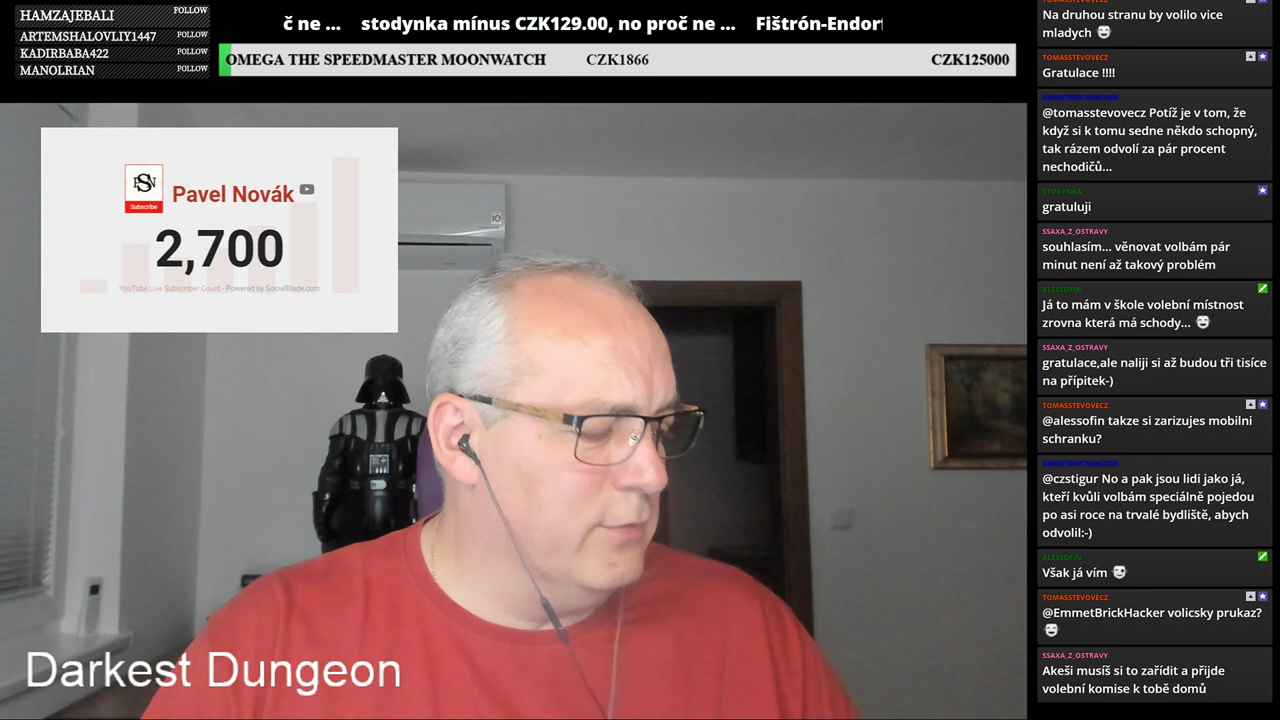 HAMZAJEBALI FOLLOW
ARTEMSHALOVLIY1447 FOLLOW
KADIRBABA422 FOLLOW
MANOLRIAN FOLLOW
č ne ... stodynka mínus CZK129.00, no proč ne ... Fištrón-Endor
OMEGA THE SPEEDMASTER MOONWATCH CZK1866 CZK125000
Subscribe
Pavel Novák
2,700
YouTube Live Subscriber Count - Powered by SocialBlade.com
10
Darkest Dungeon
TOMASSTEVOVECZ
Na druhou stranu by volilo vice
mladych
TOMASSTEVOVECZ
Gratulace !!!!
EMMETBRICKHACKER
@tomasstevovecz Potíž je v tom, že
když si k tomu sedne někdo schopný,
tak rázem odvolí za pár procent
nechodičů...
STODYNKA
gratuluji
SSAXA_Z_OSTRAVY
souhlasím... věnovat volbám pár
minut není až takový problém
ALESSOFIN
Já to mám v škole volební místnost
zrovna která má schody...
SSAXA_Z_OSTRAVY
gratulace,ale naliji si až budou tři tisíce
na přípitek-)
TOMASSTEVOVECZ
@alessofin takze si zarizujes mobilni
schranku?
EMMETBRICKHACKER
@czstigur No a pak jsou lidi jako já,
kteří kvůli volbám speciálně pojedou
po asi roce na trvalé bydliště, abych
odvolil:-)
ALESSOFIN
Však já vím
TOMASSTEVOVECZ
@EmmetBrickHacker volicsky prukaz?
SSAXA_Z_OSTRAVY
Akeši musíš si to zařídit a přijde
volební komise k tobě domů